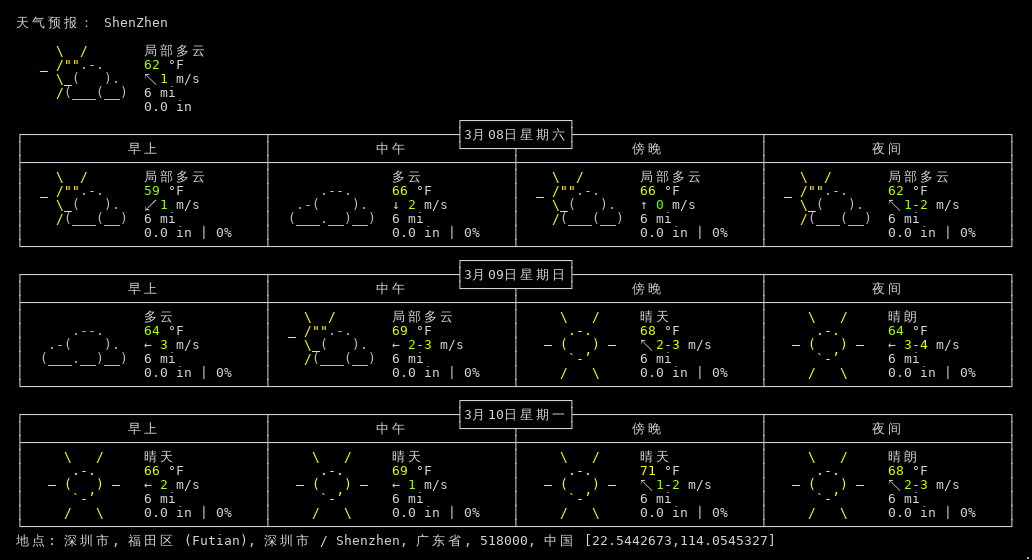 天气预报： ShenZhen
局部多云
62 °F
↖ 1 m/s
6 mi
0.0 in
3月08日星期六
早上 中午 傍晚 夜间
局部多云 多云 局部多云 局部多云
59 °F 66 °F 66 °F 62 °F
↙ 1 m/s ↓ 2 m/s ↑ 0 m/s ↖ 1-2 m/s
6 mi 6 mi 6 mi 6 mi
0.0 in | 0% 0.0 in | 0% 0.0 in | 0% 0.0 in | 0%
3月09日星期日
早上 中午 傍晚 夜间
多云 局部多云 晴天 晴朗
64 °F 69 °F 68 °F 64 °F
← 3 m/s ← 2-3 m/s ↖ 2-3 m/s ← 3-4 m/s
6 mi 6 mi 6 mi 6 mi
0.0 in | 0% 0.0 in | 0% 0.0 in | 0% 0.0 in | 0%
3月10日星期一
早上 中午 傍晚 夜间
晴天 晴天 晴天 晴朗
66 °F 69 °F 71 °F 68 °F
← 2 m/s ← 1 m/s ↖ 1-2 m/s ↖ 2-3 m/s
6 mi 6 mi 6 mi 6 mi
0.0 in | 0% 0.0 in | 0% 0.0 in | 0% 0.0 in | 0%
地点: 深圳市, 福田区 (Futian), 深圳市 / Shenzhen, 广东省, 518000, 中国 [22.5442673,114.0545327]